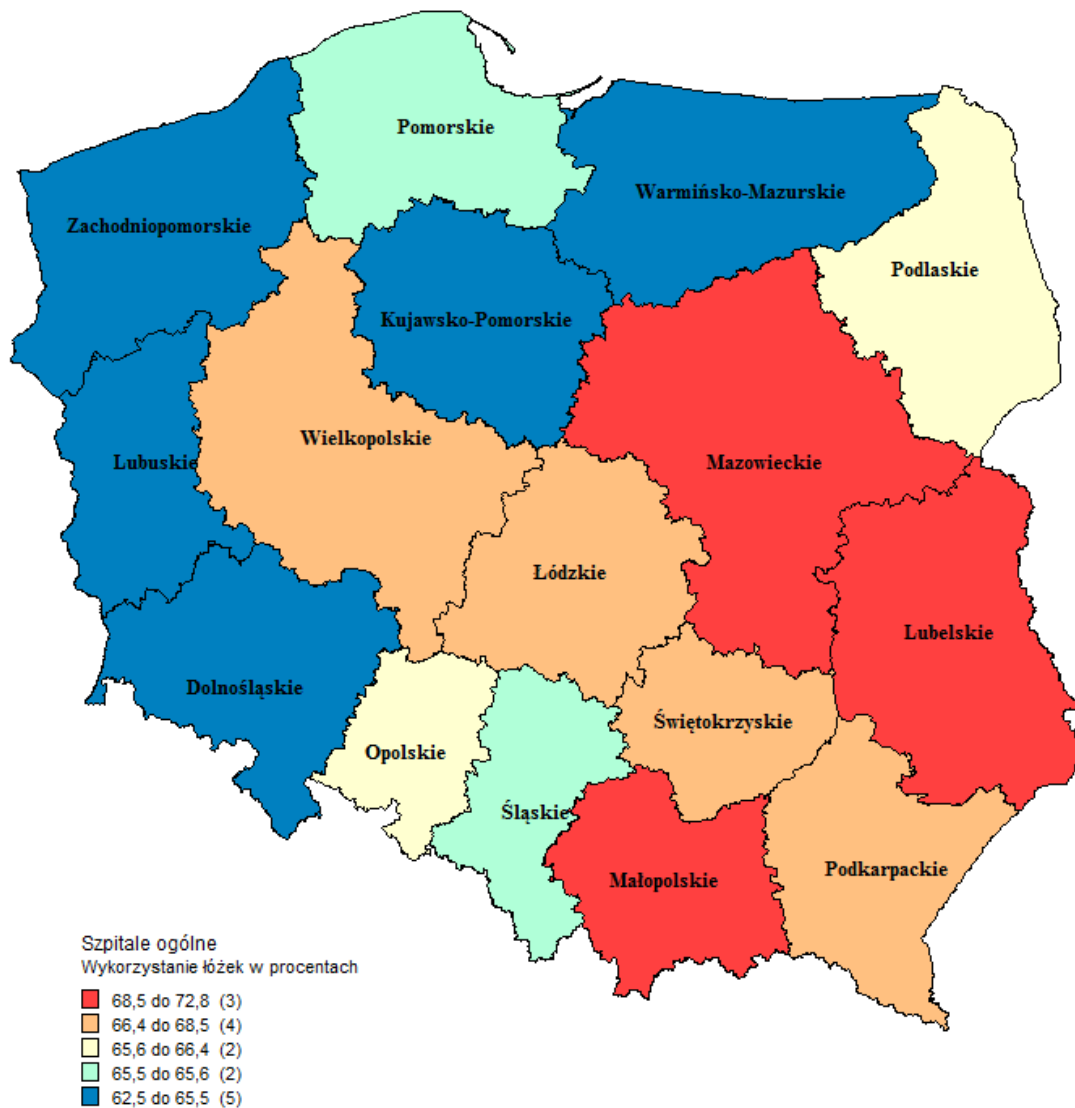 Pomorskie
Warmińsko-Mazurskie
Zachodniopomorskie
Podlaskie
Kujawsko-Pomorskie
Wielkopolskie
Mazowieckie
Lubuskie
Łódzkie
Lubelskie
Dolnośląskie
Świętokrzyskie
Opolskie
Śląskie
Małopolskie
Podkarpackie
Szpitale ogólne
Wykorzystanie łóżek w procentach
68,5 do 72,8 (3)
66,4 do 68,5 (4)
65,6 do 66,4 (2)
65,5 do 65,6 (2)
62,5 do 65,5 (5)